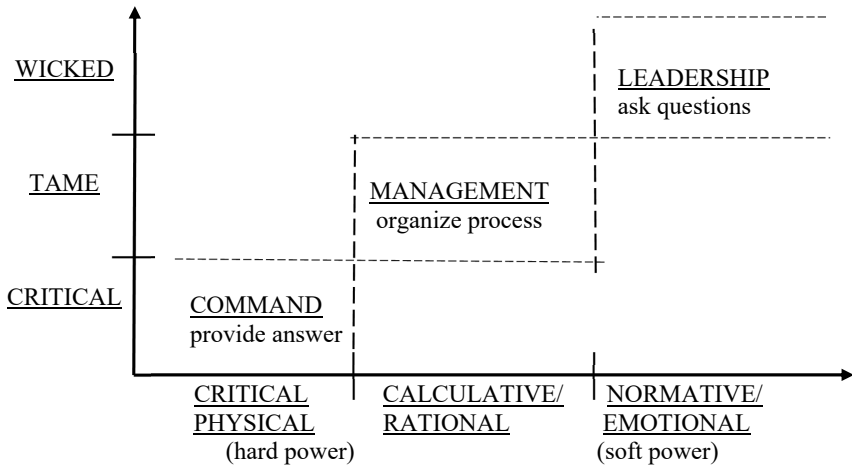 WICKED
LEADERSHIP
ask questions
TAME
MANAGEMENT
organize process
CRITICAL
COMMAND
provide answer
CRITICAL
PHYSICAL
(hard power)
CALCULATIVE/
RATIONAL
NORMATIVE/
EMOTIONAL
(soft power)